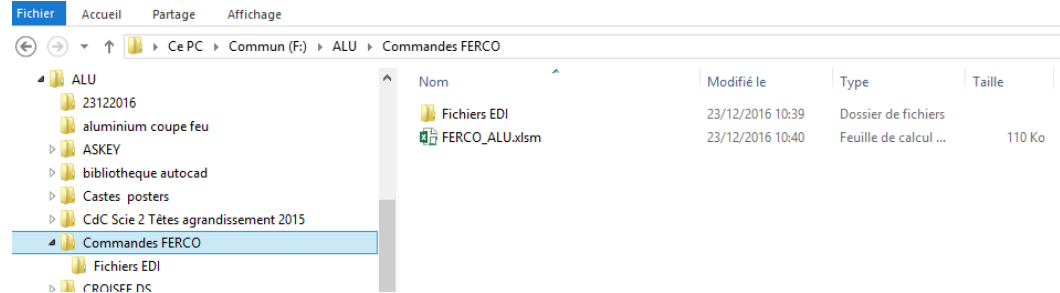 Fichier Accueil Partage Affichage
Ce PC Commun (F:) ALU Commandes FERCO
ALU
23122016
aluminium coupe feu
ASKEY
bibliotheque autocad
Castes posters
CdC Scie 2 Têtes agrandissement 2015
Commandes FERCO
Fichiers EDI
CROISEE DS
Nom Modifié le Type Taille
Fichiers EDI 23/12/2016 10:39 Dossier de fichiers
FERCO_ALU.xlsm 23/12/2016 10:40 Feuille de calcul ... 110 Ko